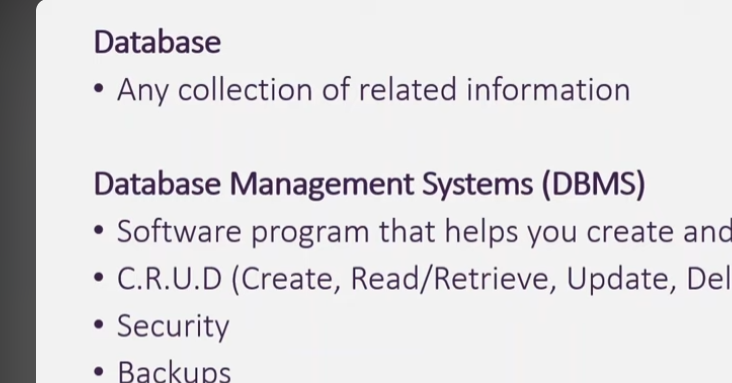 Database
• Any collection of related information
Database Management Systems (DBMS)
• Software program that helps you create and
• C.R.U.D (Create, Read/Retrieve, Update, Del
• Security
• Backups